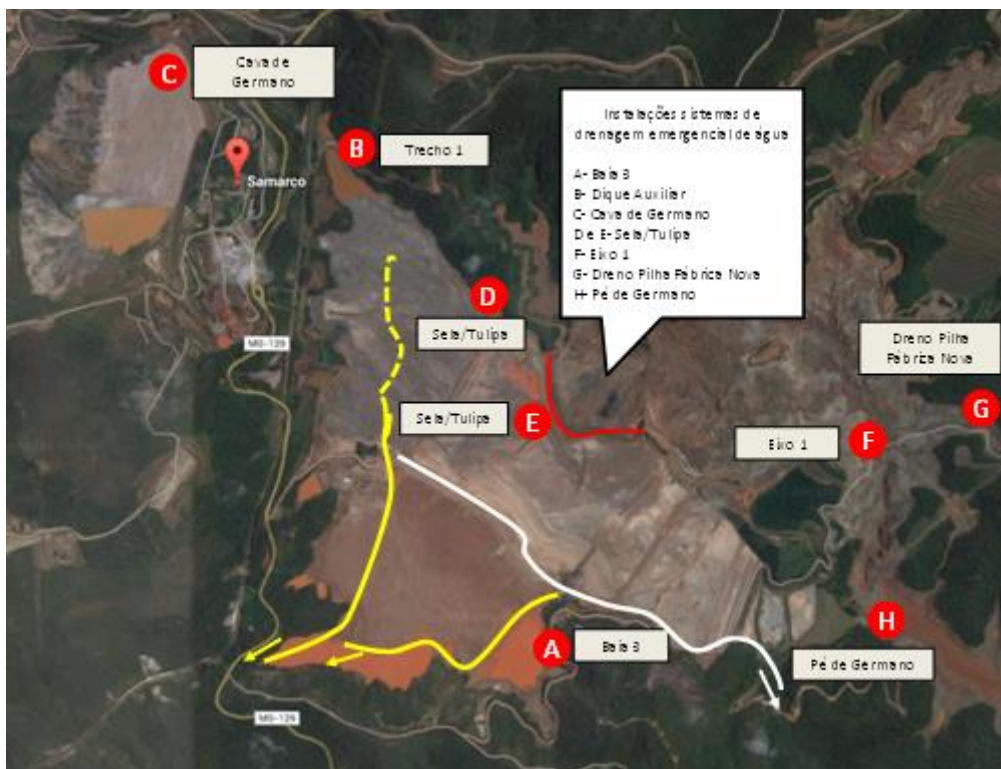 C
Cava de
Germano
B
Trecho 1
Samarco
Instalações sistemas de
drenagem emergencial de água
A- Baía 3
B- Dique Auxiliar
C- Cava de Germano
D e E- Sela/Tulipa
F- Eixo 1
G- Dreno Pilha Fábrica Nova
H- Pé de Germano
D
Sela/Tulipa
MG-129
Dreno Pilha
Fábrica Nova
G
Sela/Tulipa
E
Eixo 1
F
H
A
Baía 3
Pé de Germano
MG-129